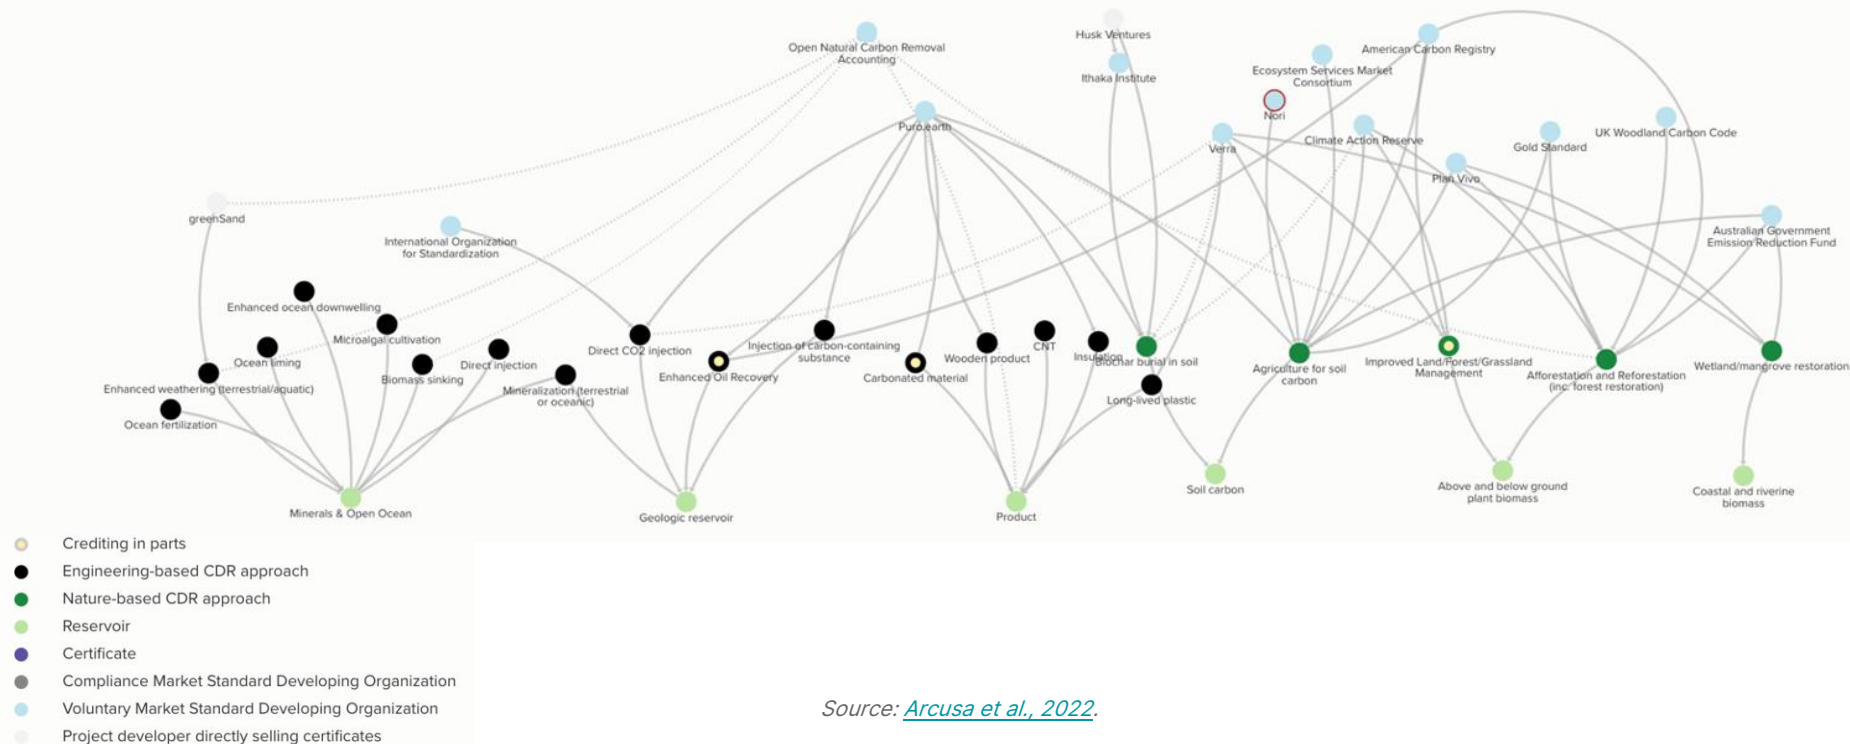 Open Natural Carbon Removal
Accounting
Husk Ventures
Ithaka Institute
American Carbon Registry
Ecosystem Services Market
Consortium
Nori
Puro.earth
Verra
Climate Action Reserve
Gold Standard
UK Woodland Carbon Code
Plan Vivo
greenSand
International Organization
for Standardization
Australian Government
Emission Reduction Fund
Enhanced ocean downwelling
Microalgal cultivation
Ocean liming
Biomass sinking
Direct injection
Enhanced weathering (terrestrial/aquatic)
Ocean fertilization
Mineralization (terrestrial
or oceanic)
Direct CO2 injection
Enhanced Oil Recovery
Injection of carbon-containing
substance
Carbonated material
Wooden product
CNT
Insulation
Biochar burial in soil
Long-lived plastic
Agriculture for soil
carbon
Improved Land/Forest/Grassland
Management
Afforestation and Reforestation
(inc. forest restoration)
Wetland/mangrove restoration
Minerals & Open Ocean
Geologic reservoir
Product
Soil carbon
Above and below ground
plant biomass
Coastal and riverine
biomass
Crediting in parts
Engineering-based CDR approach
Nature-based CDR approach
Reservoir
Certificate
Compliance Market Standard Developing Organization
Voluntary Market Standard Developing Organization
Project developer directly selling certificates
Source: Arcusa et al., 2022.